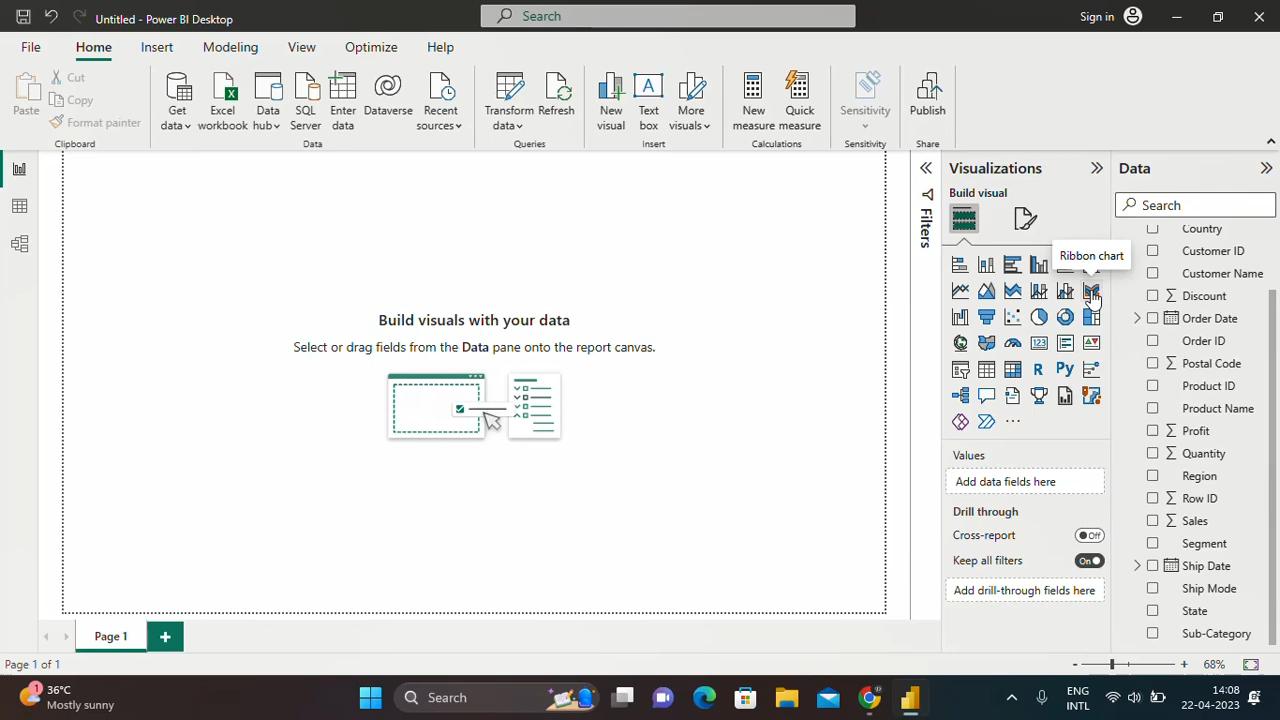 Untitled - Power BI Desktop
Search
Sign in
File Home Insert Modeling View Optimize Help
Paste
Cut
Copy
Format painter
Clipboard
Get data
Excel workbook
Data hub
SQL Server
Enter data
Dataverse
Recent sources
Data
Transform data
Refresh
Queries
New visual
Text box
More visuals
Insert
New measure
Quick measure
Calculations
Sensitivity
Sensitivity
Publish
Share
Build visuals with your data
Select or drag fields from the Data pane onto the report canvas.
Filters
Visualizations
Build visual
Ribbon chart
123
R
Py
Values
Add data fields here
Drill through
Cross-report
Off
Keep all filters
On
Add drill-through fields here
Data
Search
Country
Customer ID
Customer Name
Σ Discount
Order Date
Order ID
Postal Code
Product ID
Product Name
Σ Profit
Σ Quantity
Region
Σ Row ID
Σ Sales
Segment
Ship Date
Ship Mode
State
Sub-Category
Page 1
Page 1 of 1
- + 68%
1
36°C
Mostly sunny
Search
ENG
INTL
14:08
22-04-2023